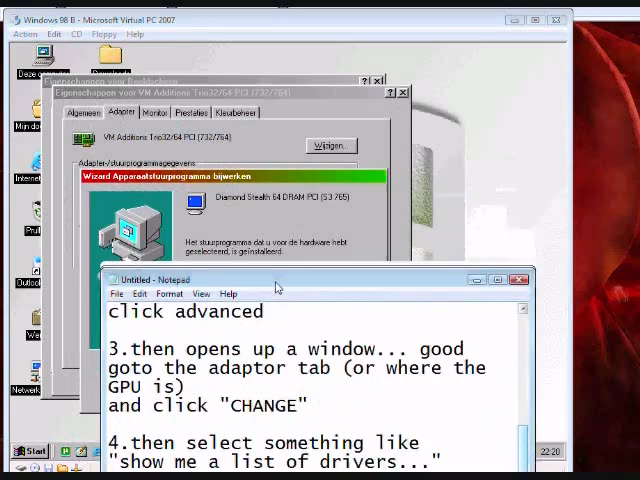 Windows 98 B - Microsoft Virtual PC 2007
Action Edit CD Floppy Help
Eigenschappen voor Beeldscherm
Eigenschappen voor VM Additions Trio32/64 PCI (732/764)
Algemeen Adapter Monitor Prestaties Kleurbeheer
VM Additions Trio32/64 PCI (732/764)
Wijzigen...
Adapter-/stuurprogrammagegevens
Wizard Apparaatstuurprogramma bijwerken
Diamond Stealth 64 DRAM PCI (S3 765)
Het stuurprogramma dat u voor de hardware hebt
geselecteerd, is geïnstalleerd.
Untitled - Notepad
File Edit Format View Help
click advanced
3.then opens up a window... good
goto the adaptor tab (or where the
GPU is)
and click "CHANGE"
4.then select something like
"show me a list of drivers..."
Start
22:20